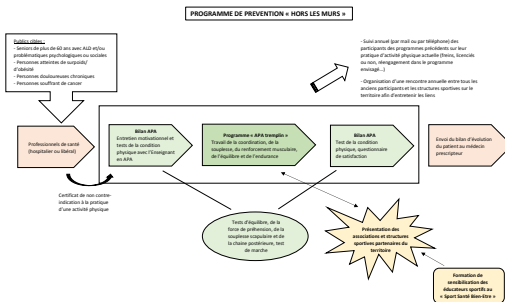 PROGRAMME DE PREVENTION « HORS LES MURS »
Publics cibles :
- Seniors de plus de 60 ans avec ALD et/ou
problématiques psychologiques ou sociales
- Personnes atteintes de surpoids/
d'obésité
- Personnes douloureuses chroniques
- Personnes souffrant de cancer
- Suivi annuel (par mail ou par téléphone) des
participants des programmes précédents sur leur
pratique d'activité physique actuelle (freins, licenciés
ou non, réengagement dans le programme
envisagé…)
- Organisation d'une rencontre annuelle entre tous les
anciens participants et les structures sportives sur le
territoire afin d'entretenir les liens
Professionnels de santé
(hospitalier ou libéral)
Bilan APA
Entretien motivationnel et
tests de la condition
physique avec l'Enseignant
en APA
Programme « APA tremplin »
Travail de la coordination, de la
souplesse, du renforcement musculaire,
de l'équilibre et de l'endurance
Bilan APA
Test de la condition
physique, questionnaire
de satisfaction
Envoi du bilan d'évolution
du patient au médecin
prescripteur
Certificat de non contre-
indication à la pratique
d'une activité physique
Tests d'équilibre, de la
force de préhension, de la
souplesse scapulaire et de
la chaine postérieure, test
de marche
Présentation des
associations et structures
sportives partenaires du
territoire
Formation de
sensibilisation des
éducateurs sportifs au
« Sport Santé Bien-Etre »